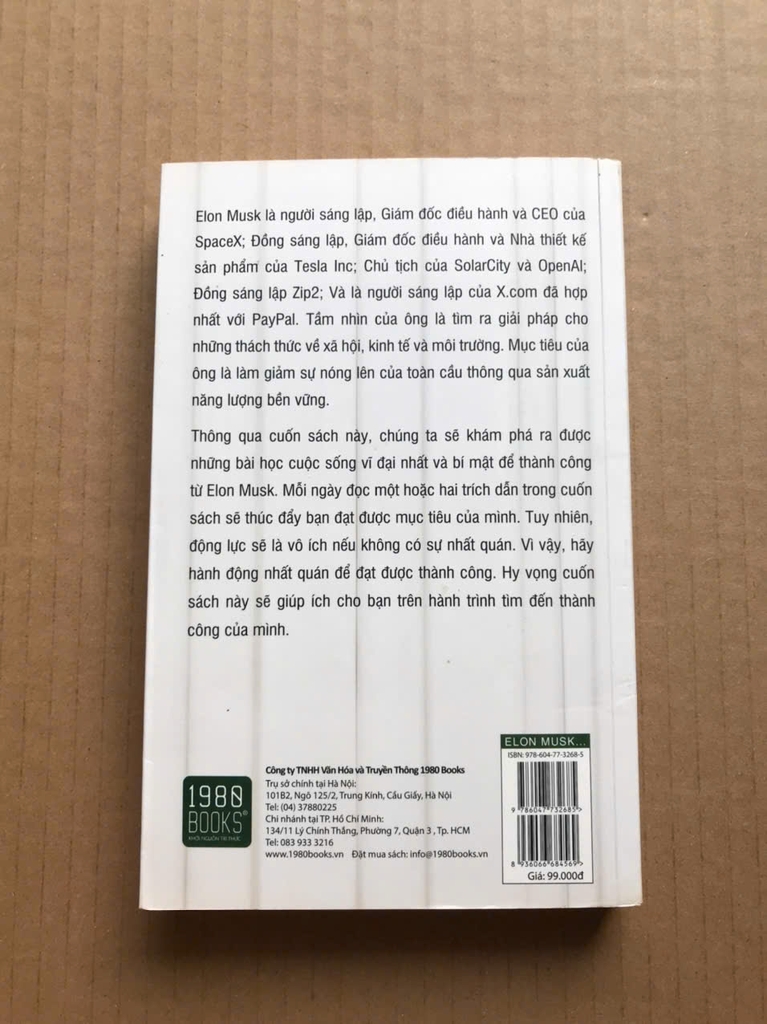 Elon Musk là người sáng lập, Giám đốc điều hành và CEO của
SpaceX; Đồng sáng lập, Giám đốc điều hành và Nhà thiết kế
sản phẩm của Tesla Inc; Chủ tịch của SolarCity và OpenAI;
Đồng sáng lập Zip2; Và là người sáng lập của X.com đã hợp
nhất với PayPal. Tầm nhìn của ông là tìm ra giải pháp cho
những thách thức về xã hội, kinh tế và môi trường. Mục tiêu của
ông là làm giảm sự nóng lên của toàn cầu thông qua sản xuất
năng lượng bền vững.
Thông qua cuốn sách này, chúng ta sẽ khám phá ra được
những bài học cuộc sống vĩ đại nhất và bí mật để thành công
từ Elon Musk. Mỗi ngày đọc một hoặc hai trích dẫn trong cuốn
sách sẽ thúc đẩy bạn đạt được mục tiêu của mình. Tuy nhiên,
động lực sẽ là vô ích nếu không có sự nhất quán. Vì vậy, hãy
hành động nhất quán để đạt được thành công. Hy vọng cuốn
sách này sẽ giúp ích cho bạn trên hành trình tìm đến thành
công của mình.
1980
BOOKS®
KHƠI NGUỒN TRI THỨC
Công ty TNHH Văn Hóa và Truyền Thông 1980 Books
Trụ sở chính tại Hà Nội:
101B2, Ngõ 125/2, Trung Kính, Cầu Giấy, Hà Nội
Tel: (04) 37880225
Chi nhánh tại TP. Hồ Chí Minh:
134/11 Lý Chính Thắng, Phường 7, Quận 3 , Tp. HCM
Tel: 083 933 3216
www.1980books.vn Đặt mua sách: info@1980books.vn
ELON MUSK...
ISBN: 978-604-77-3268-5
9 786047 732685
8 936066 684569
Giá: 99.000đ